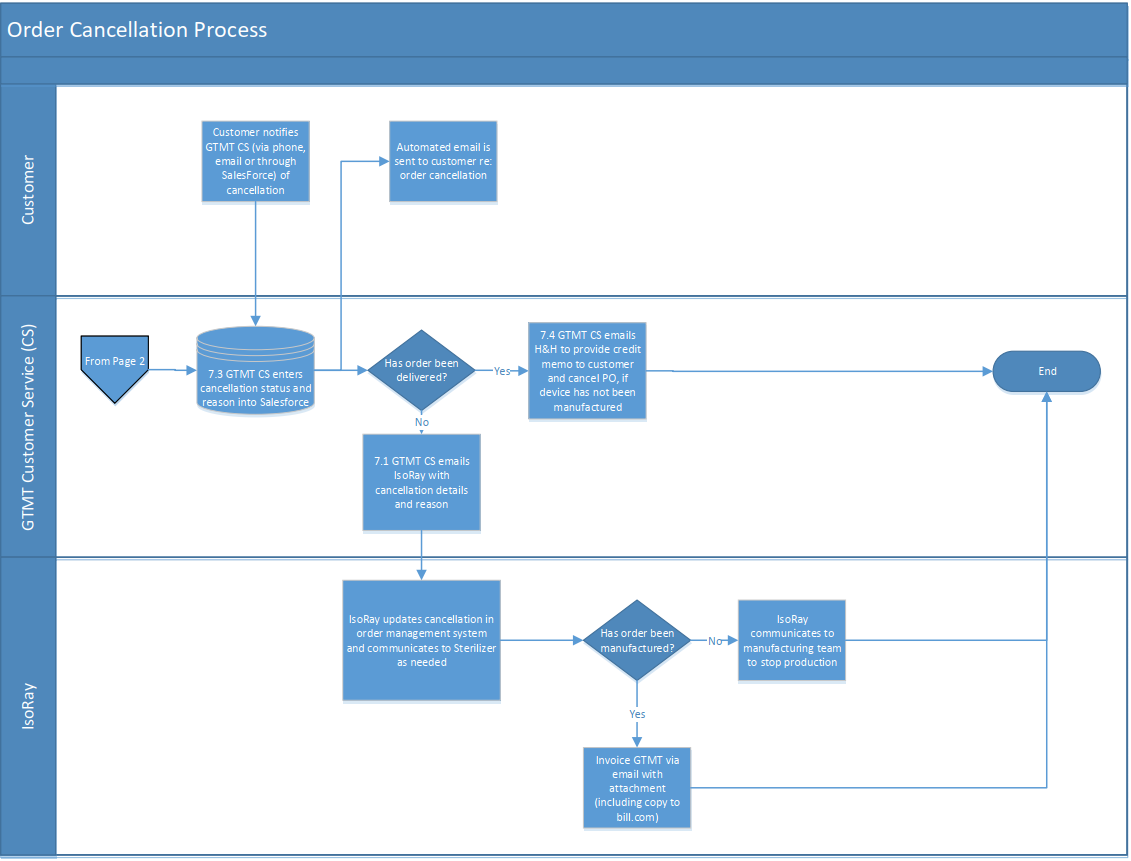 Order Cancellation Process
Customer
Customer notifies
GTMT CS (via phone,
email or through
SalesForce) of
cancellation
Automated email is
sent to customer re:
order cancellation
GTMT Customer Service (CS)
From Page 2
7.3 GTMT CS enters
cancellation status and
reason into Salesforce
Has order been
delivered?
Yes
No
7.4 GTMT CS emails
H&H to provide credit
memo to customer
and cancel PO, if
device has not been
manufactured
End
7.1 GTMT CS emails
IsoRay with
cancellation details
and reason
IsoRay
IsoRay updates cancellation in
order management system
and communicates to Sterilizer
as needed
Has order been
manufactured?
No
IsoRay
communicates to
manufacturing team
to stop production
Yes
Invoice GTMT via
email with
attachment
(including copy to
bill.com)